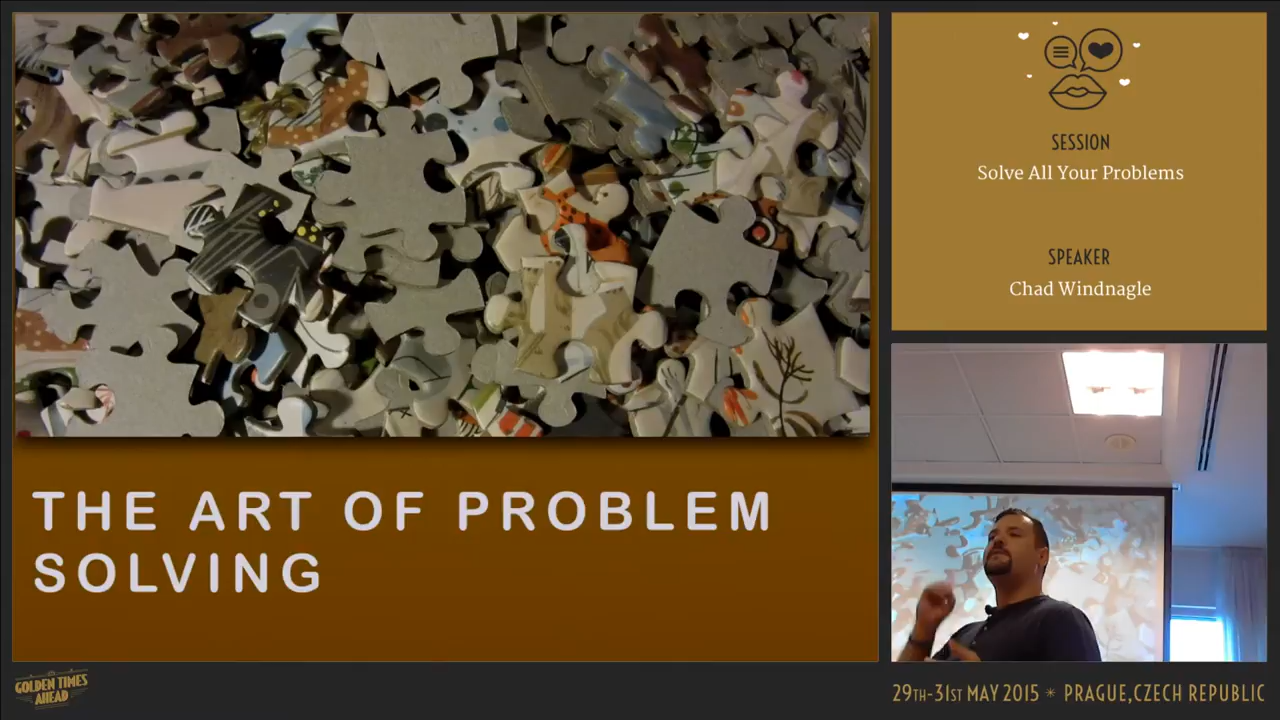 THE ART OF PROBLEM
SOLVING
SESSION
Solve All Your Problems
SPEAKER
Chad Windnagle
GOLDEN TIMES
AHEAD
29TH-31ST MAY 2015 * PRAGUE,CZECH REPUBLIC